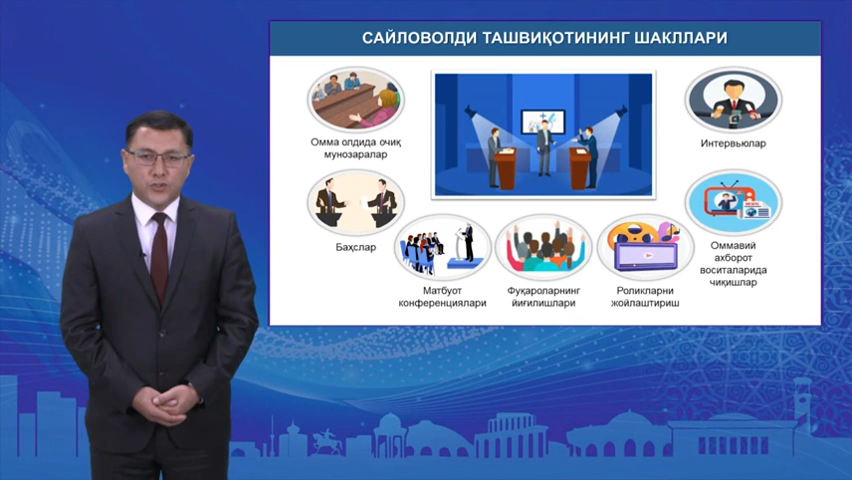 САЙЛОВОЛДИ ТАШВИҚОТИНИНГ ШАКЛЛАРИ
Омма олдида очиқ
мунозаралар
Интервьюлар
Баҳслар
Оммавий
ахборот
воситаларида
чиқишлар
Матбуот
конференциялари
Фуқароларнинг
йиғилишлари
Роликларни
жойлаштириш